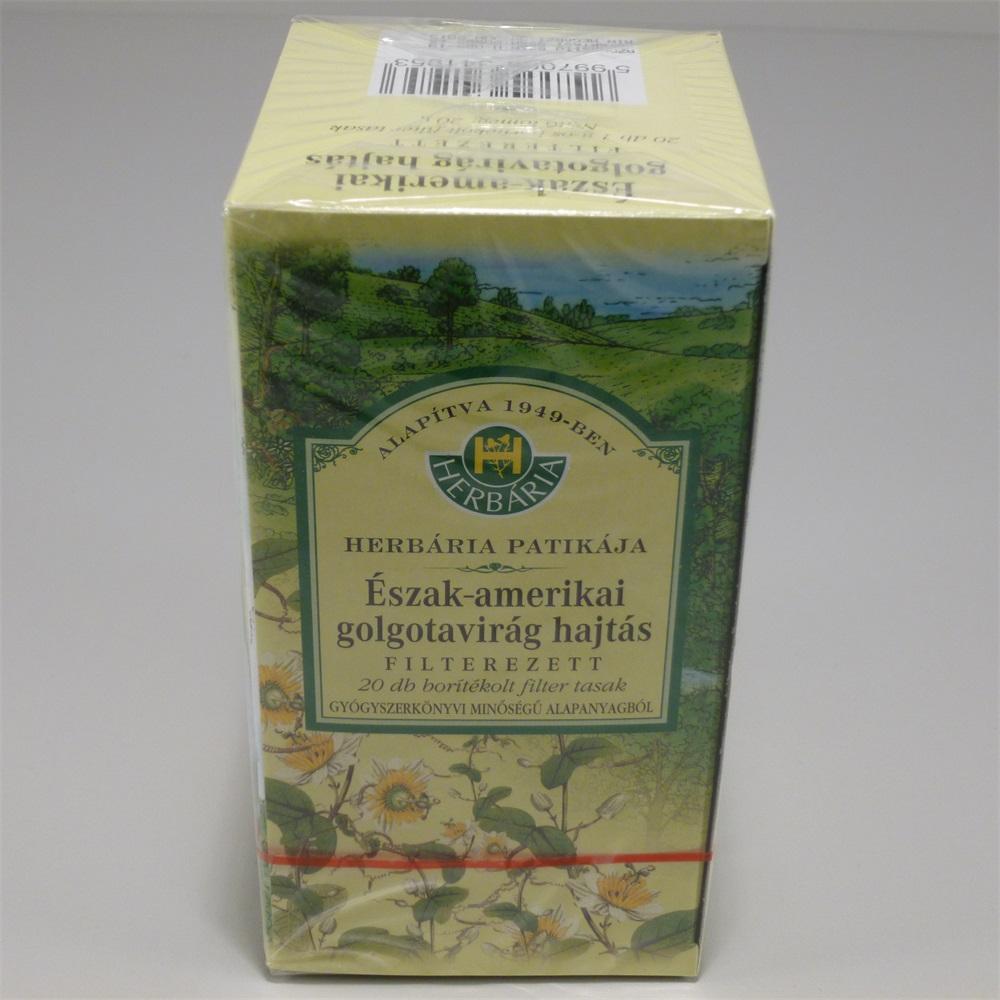 Észak-amerikai
golgotavirág hajtás
FILTEREZETT
ALAPÍTVA 1949-BEN
HERBÁRIA
HERBÁRIA PATIKÁJA
Észak-amerikai
golgotavirág hajtás
FILTEREZETT
20 db borítékolt filter tasak
GYÓGYSZERKÖNYVI MINŐSÉGŰ ALAPANYAGBÓL